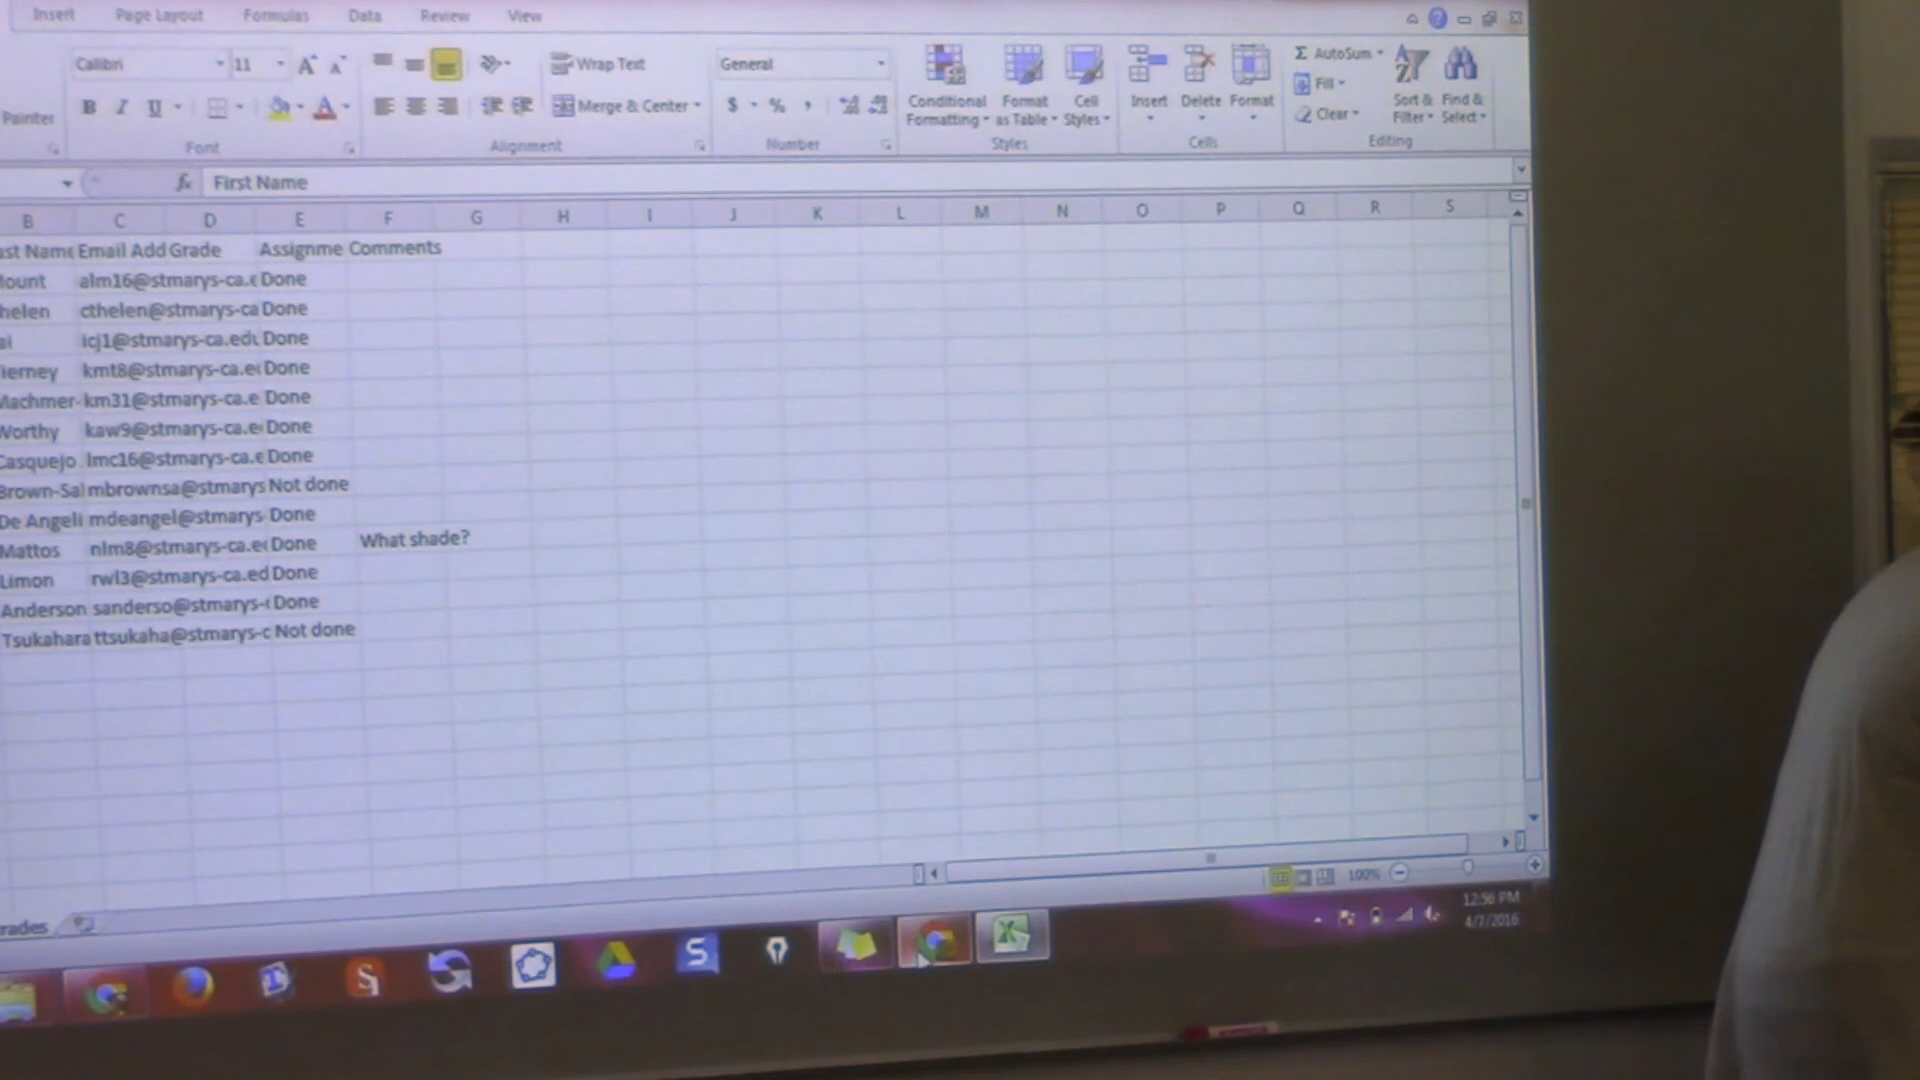 Insert Page Layout Formulas Data Review View
Calibri 11 Wrap Text General AutoSum
Fill
Painter B I U Merge & Center $ % , Conditional Formatting Format as Table Cell Styles Insert Delete Format Clear Sort & Filter Find & Select
Font Alignment Number Styles Cells Editing
fx First Name
B C D E F G H I J K L M N O P Q R S
ast Name Email Add Grade Assignme Comments
Mount alm16@stmarys-ca.e Done
helen cthelen@stmarys-ca Done
ai icj1@stmarys-ca.edu Done
ierney kmt8@stmarys-ca.e Done
Machmer- km31@stmarys-ca.e Done
Worthy kaw9@stmarys-ca.e Done
Casquejo lmc16@stmarys-ca.e Done
Brown-Sal mbrownsa@stmarys Not done
De Angeli mdeangel@stmarys- Done
Mattos nlm8@stmarys-ca.e Done What shade?
Limon rwl3@stmarys-ca.ed Done
Anderson sanderso@stmarys- Done
Tsukahara ttsukaha@stmarys-c Not done
100%
rades
12:56 PM
4/7/2016